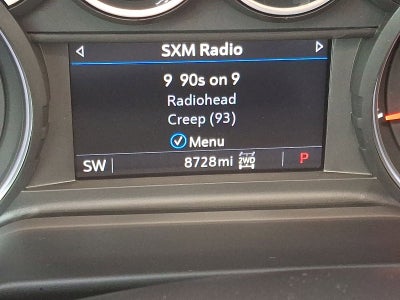 SXM Radio
9 90s on 9
Radiohead
Creep (93)
Menu
SW 8728mi 2WD P